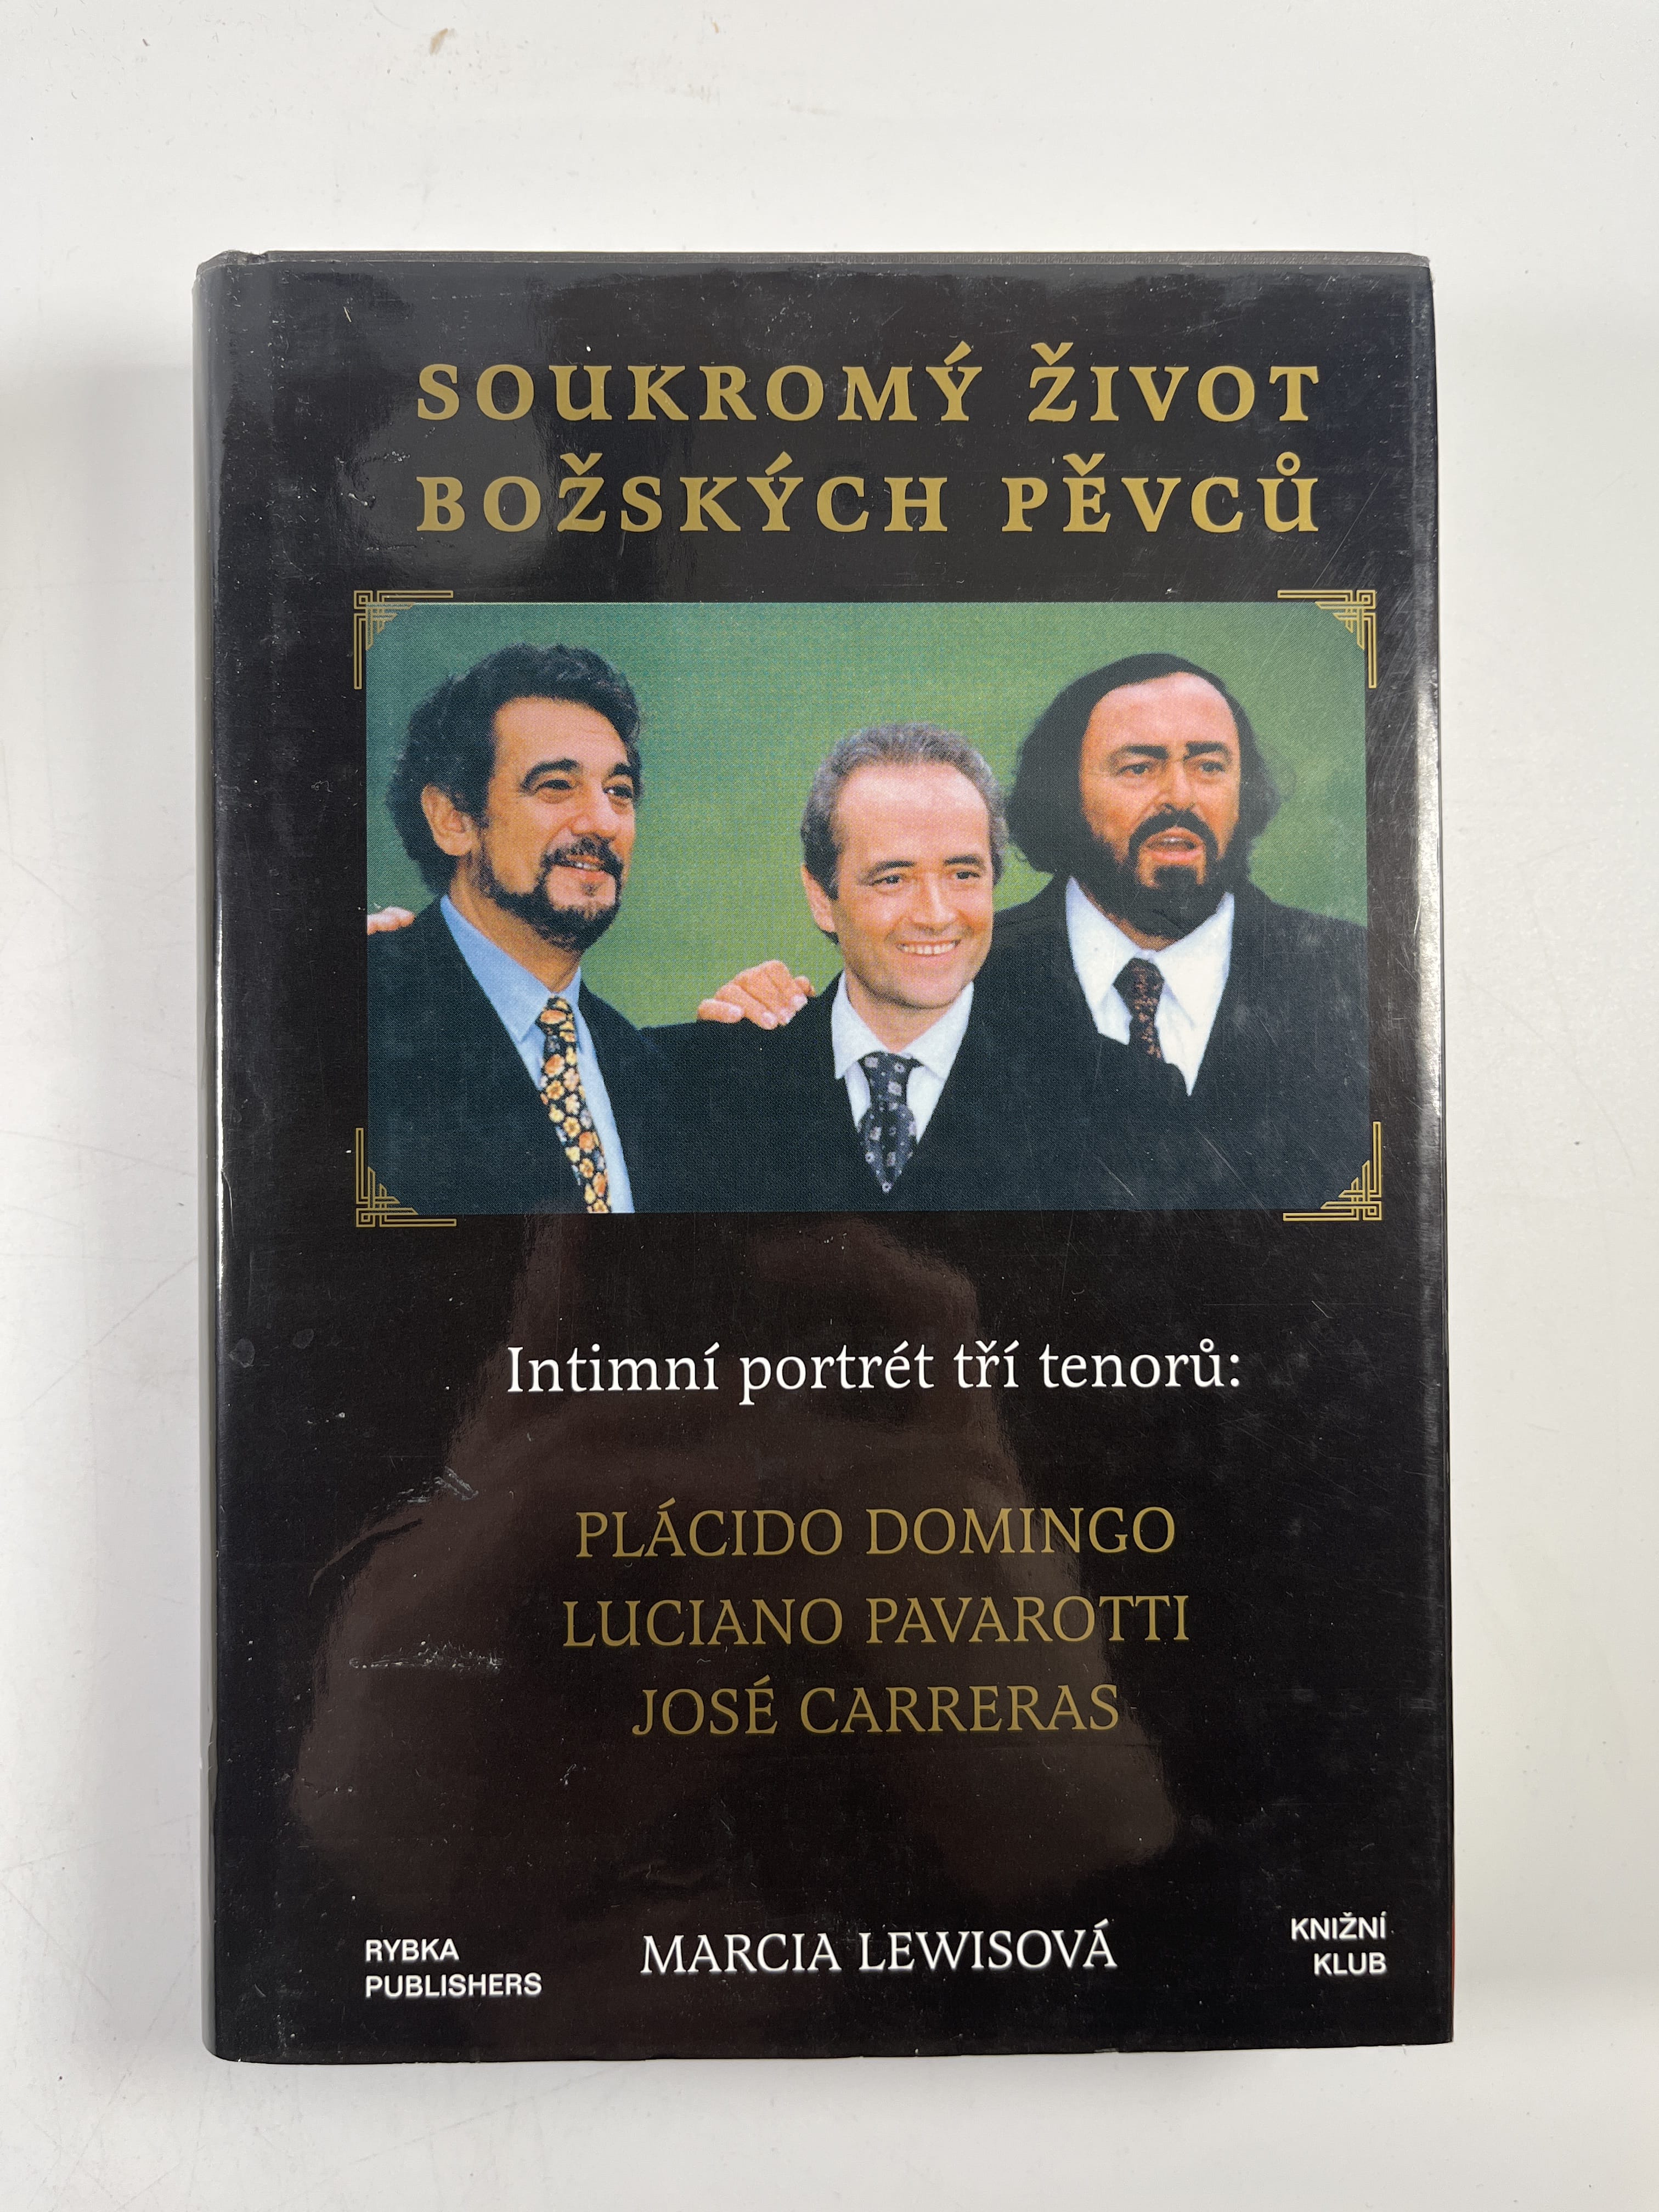 SOUKROMÝ ŽIVOT
BOŽSKÝCH PĚVCŮ
Intimní portrét tří tenorů:
PLÁCIDO DOMINGO
LUCIANO PAVAROTTI
JOSÉ CARRERAS
RYBKA
PUBLISHERS
MARCIA LEWISOVÁ
KNIŽNÍ
KLUB